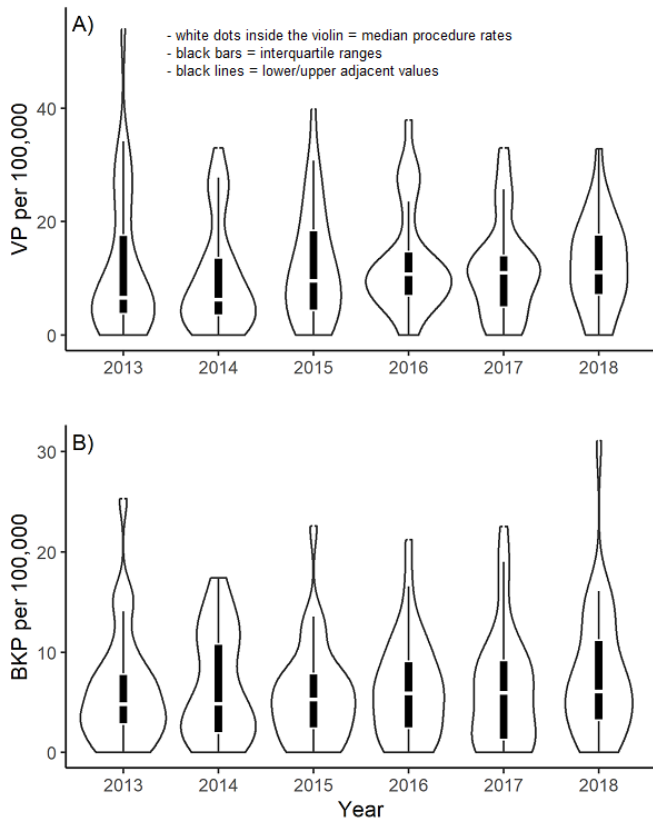 A)
- white dots inside the violin = median procedure rates
- black bars = interquartile ranges
- black lines = lower/upper adjacent values
VP per 100,000
40
20
0
2013 2014 2015 2016 2017 2018
B)
BKP per 100,000
30
20
10
0
2013 2014 2015 2016 2017 2018
Year